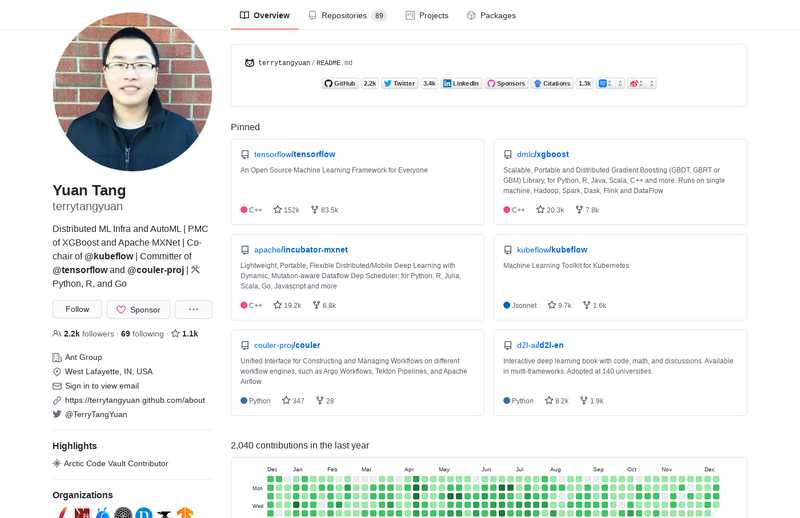 Overview
Repositories 89
Projects
Packages
terrytangyuan / README.md
GitHub 2.2k Twitter 3.4k LinkedIn Sponsors Citations 1.3k
Pinned
tensorflow/tensorflow
An Open Source Machine Learning Framework for Everyone
C++ 152k 83.5k
dmlc/xgboost
Scalable, Portable and Distributed Gradient Boosting (GBDT, GBRT or
GBM) Library, for Python, R, Java, Scala, C++ and more. Runs on single
machine, Hadoop, Spark, Dask, Flink and DataFlow
C++ 20.3k 7.8k
apache/incubator-mxnet
Lightweight, Portable, Flexible Distributed/Mobile Deep Learning with
Dynamic, Mutation-aware Dataflow Dep Scheduler; for Python, R, Julia,
Scala, Go, Javascript and more
C++ 19.2k 6.8k
kubeflow/kubeflow
Machine Learning Toolkit for Kubernetes
Jsonnet 9.7k 1.6k
couler-proj/couler
Unified Interface for Constructing and Managing Workflows on different
workflow engines, such as Argo Workflows, Tekton Pipelines, and Apache
Airflow.
Python 347 28
d2l-ai/d2l-en
Interactive deep learning book with code, math, and discussions. Available
in multi-frameworks. Adopted at 140 universities.
Python 8.2k 1.9k
Yuan Tang
terrytangyuan
Distributed ML Infra and AutoML | PMC
of XGBoost and Apache MXNet | Co-
chair of @kubeflow | Committer of
@tensorflow and @couler-proj | 🛠
Python, R, and Go
Follow
Sponsor
...
2.2k followers · 69 following · 1.1k
Ant Group
West Lafayette, IN, USA
Sign in to view email
https://terrytangyuan.github.com/about
@TerryTangYuan
Highlights
Arctic Code Vault Contributor
Organizations
2,040 contributions in the last year
Dec Jan Feb Mar Apr May Jun Jul Aug Sep Oct Nov Dec
Mon
Wed